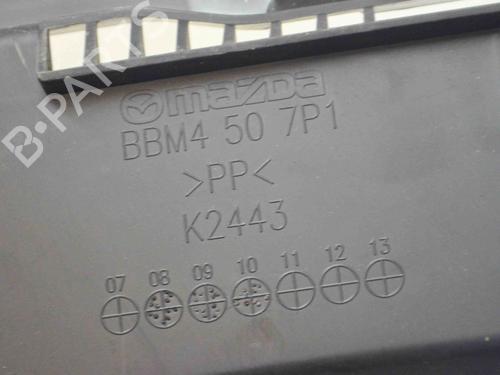 mazda
BBM4 50 7P1
>PP<
K2443
07 08 09 10 11 12 13
B-PARTS